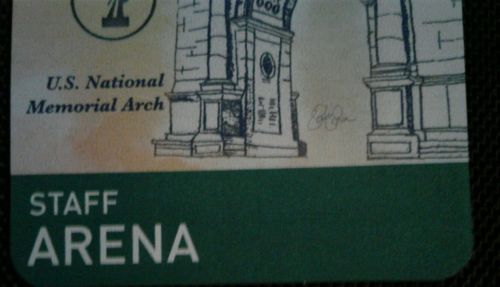 U.S. National
Memorial Arch
STAFF
ARENA